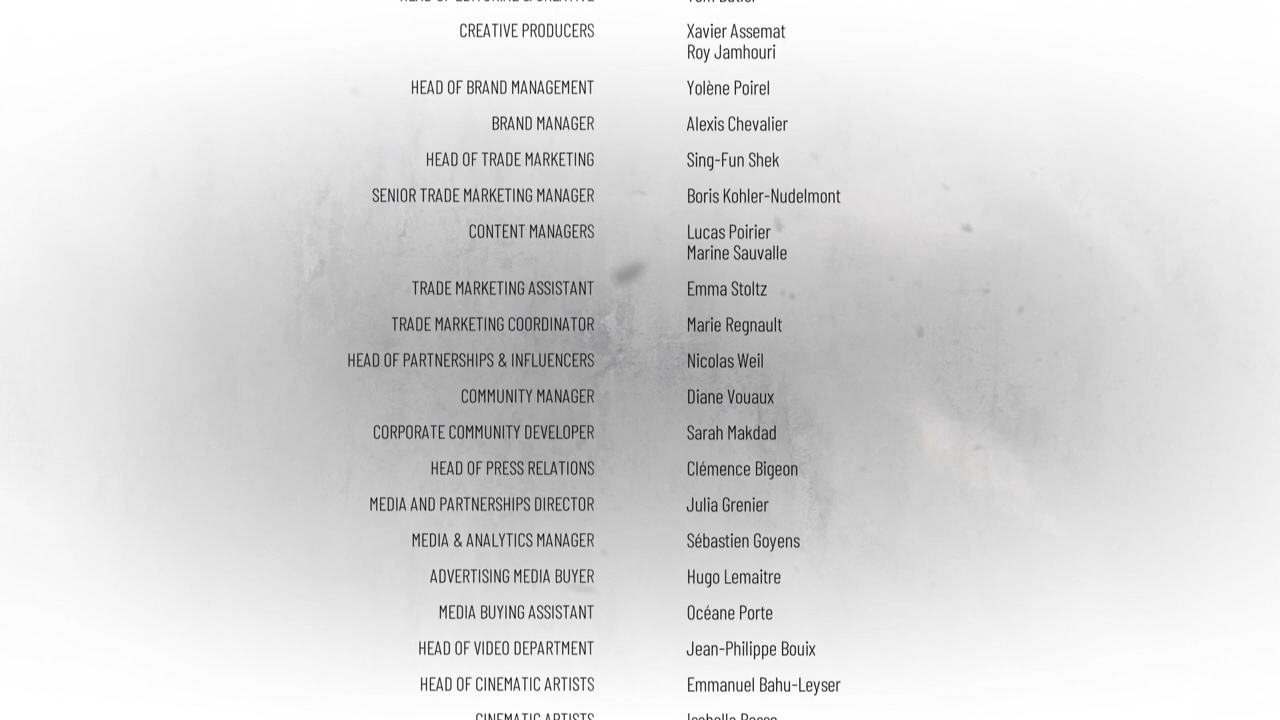 CREATIVE PRODUCERS Xavier Assemat
Roy Jamhouri
HEAD OF BRAND MANAGEMENT Yolène Poirel
BRAND MANAGER Alexis Chevalier
HEAD OF TRADE MARKETING Sing-Fun Shek
SENIOR TRADE MARKETING MANAGER Boris Kohler-Nudelmont
CONTENT MANAGERS Lucas Poirier
Marine Sauvalle
TRADE MARKETING ASSISTANT Emma Stoltz
TRADE MARKETING COORDINATOR Marie Regnault
HEAD OF PARTNERSHIPS & INFLUENCERS Nicolas Weil
COMMUNITY MANAGER Diane Vouaux
CORPORATE COMMUNITY DEVELOPER Sarah Makdad
HEAD OF PRESS RELATIONS Clémence Bigeon
MEDIA AND PARTNERSHIPS DIRECTOR Julia Grenier
MEDIA & ANALYTICS MANAGER Sébastien Goyens
ADVERTISING MEDIA BUYER Hugo Lemaitre
MEDIA BUYING ASSISTANT Océane Porte
HEAD OF VIDEO DEPARTMENT Jean-Philippe Bouix
HEAD OF CINEMATIC ARTISTS Emmanuel Bahu-Leyser
CINEMATIC ARTISTS